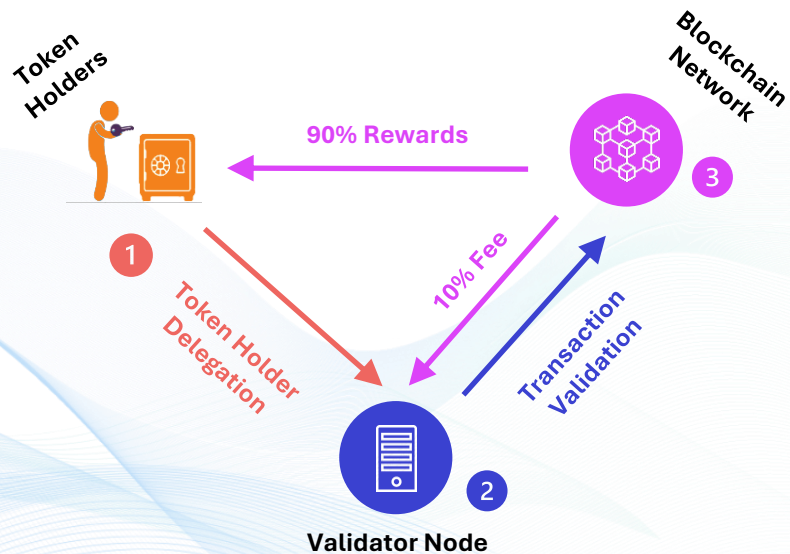 Token
Holders
Blockchain
Network
90% Rewards
3
1
10% Fee
Token Holder
Delegation
Transaction
Validation
2
Validator Node